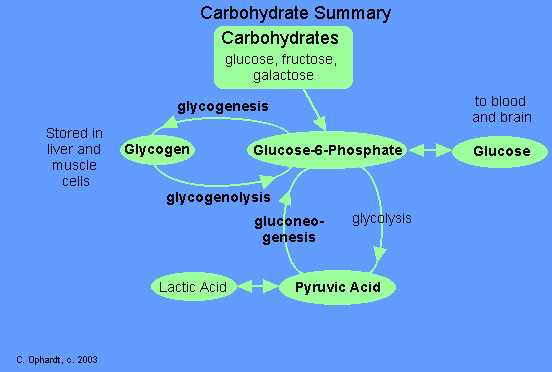 Carbohydrate Summary
Carbohydrates
glucose, fructose,
galactose
glycogenesis
to blood
and brain
Stored in
liver and
muscle
cells
Glycogen
Glucose-6-Phosphate
Glucose
glycogenolysis
gluconeo-
genesis
glycolysis
Lactic Acid
Pyruvic Acid
C. Ophardt, c. 2003